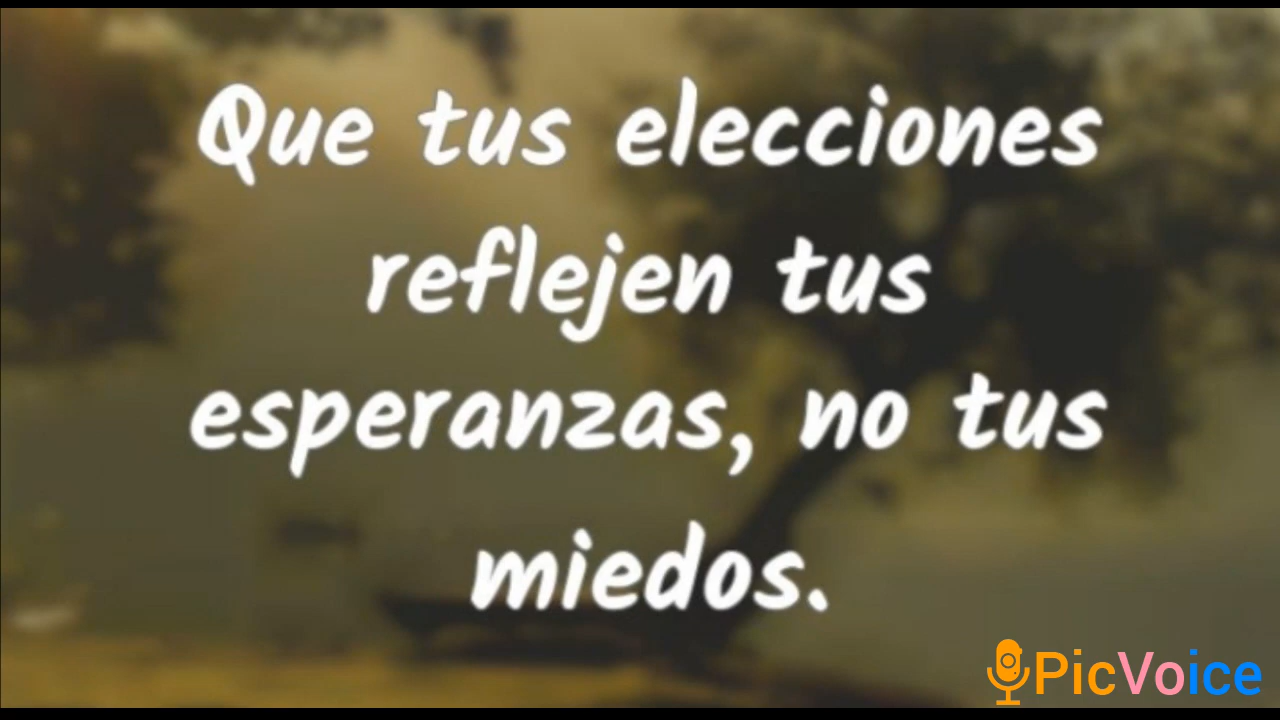 Que tus elecciones
reflejen tus
esperanzas, no tus
miedos.
PicVoice